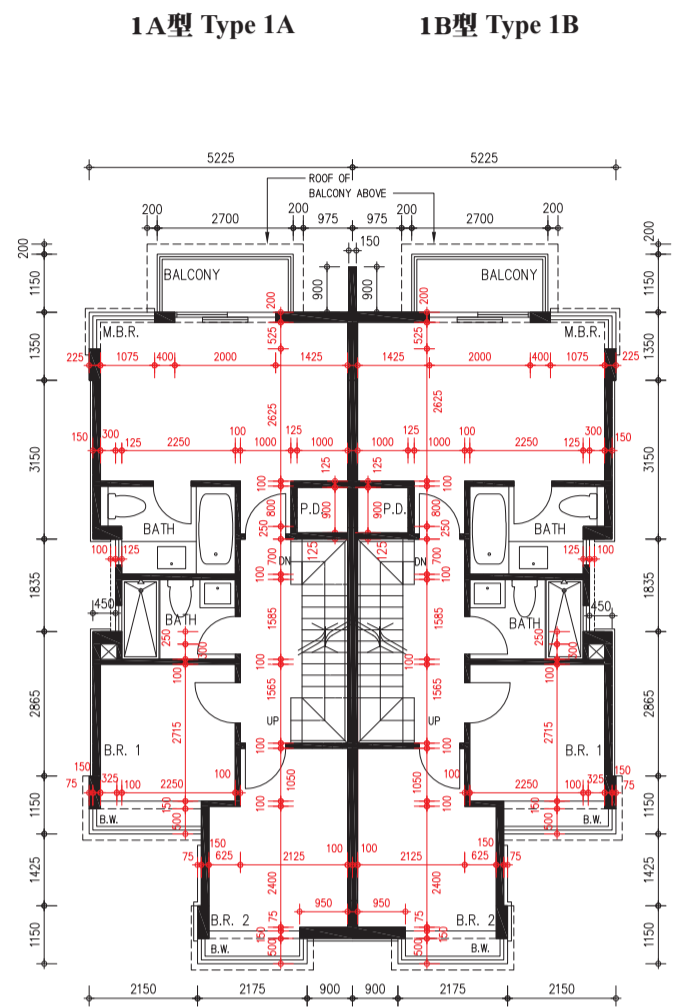 1A型 Type 1A 1B型 Type 1B
5225 5225
ROOF OF
BALCONY ABOVE
200 2700 200 975 975 200 2700 200
150
200 200
BALCONY BALCONY
1150 900 900 1150
200 200
M.B.R. M.B.R.
525 525
1350 1350
225 1075 400 2000 1425 1425 2000 400 1075 225
2625 2625
150 300 125 2250 100 1000 125 1000 1000 125 1000 100 2250 125 300 150
3150 3150
125 125
100 100
800 900 P.D. P.D. 900 800
BATH BATH
250 250
100 125 125 125 125 100
700 700
DN DN
100 100
1835 1835
450 1585 1585 450
BATH BATH
250 250
300 300
100 100 100 100
1565 1565
2865 2865
2715 2715
UP UP
100 100
B.R. 1 B.R. 1
150 325 100 2250 100 1050 1050 100 2250 100 325 150
75 75
100 100
1150 150 150 1150
B.W. 500 500 B.W.
150 100 100 150
75 625 2125 2125 625 75
1425 1425
2400 2400
950 950
B.R. 2 75 75 B.R. 2
150 150
1150 1150
B.W. 500 500 B.W.
2150 2175 900 900 2175 2150